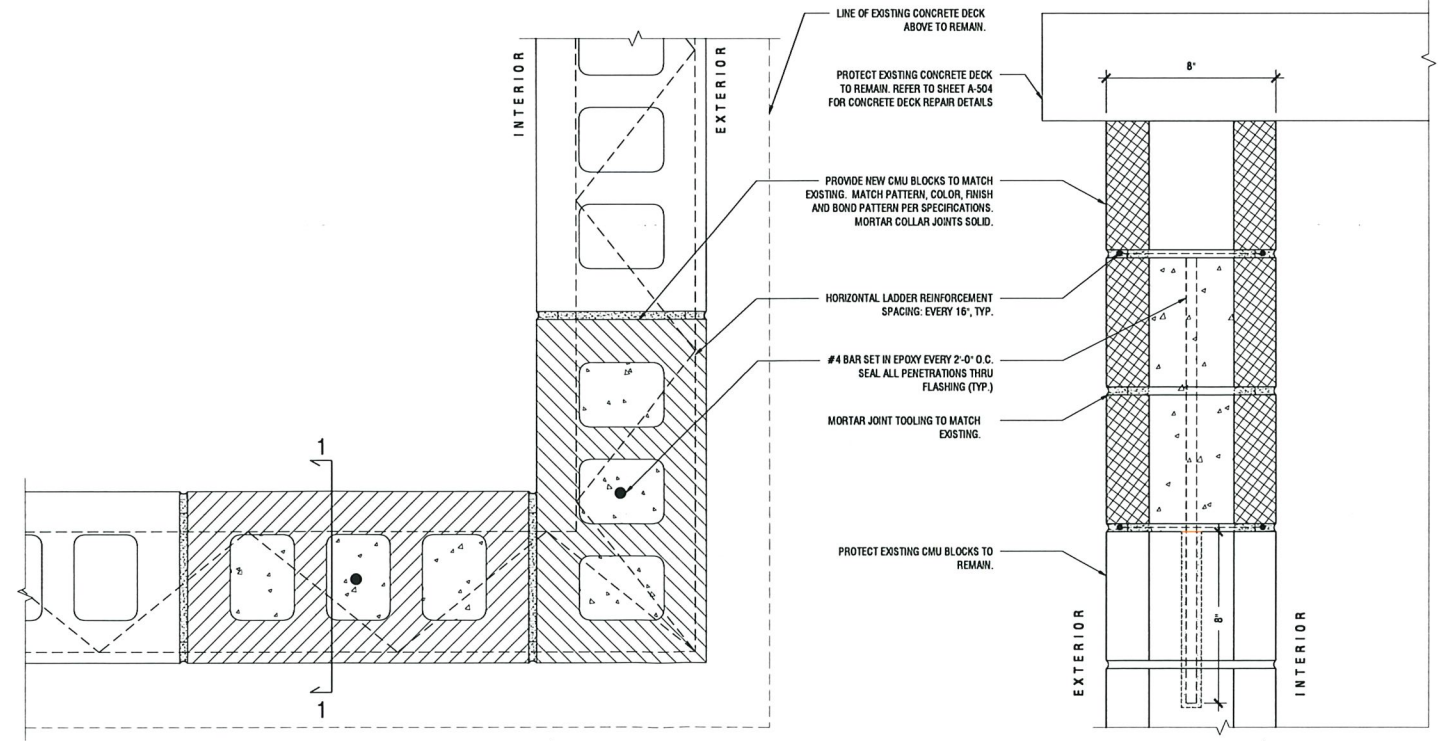 LINE OF EXISTING CONCRETE DECK
ABOVE TO REMAIN.
INTERIOR
EXTERIOR
8"
PROTECT EXISTING CONCRETE DECK
TO REMAIN. REFER TO SHEET A-504
FOR CONCRETE DECK REPAIR DETAILS
PROVIDE NEW CMU BLOCKS TO MATCH
EXISTING. MATCH PATTERN, COLOR, FINISH
AND BOND PATTERN PER SPECIFICATIONS.
MORTAR COLLAR JOINTS SOLID.
HORIZONTAL LADDER REINFORCEMENT
SPACING: EVERY 16", TYP.
#4 BAR SET IN EPOXY EVERY 2'-0" O.C.
SEAL ALL PENETRATIONS THRU
FLASHING (TYP.)
MORTAR JOINT TOOLING TO MATCH
EXISTING.
1
1
PROTECT EXISTING CMU BLOCKS TO
REMAIN.
EXTERIOR
8"
INTERIOR